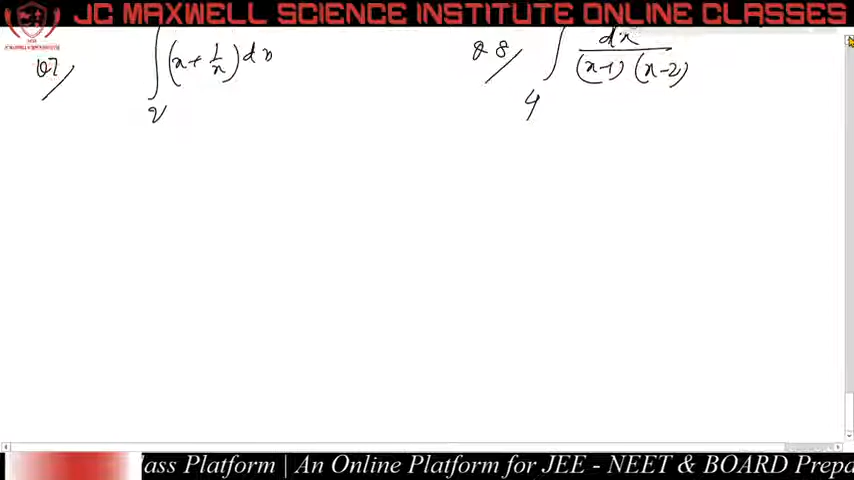 JC MAXWELL SCIENCE INSTITUTE ONLINE CLASSES
Q7/ ∫ (x + 1/x) dx
2
Q8/ ∫ dx / (x-1) (x-2)
4
lass Platform | An Online Platform for JEE - NEET & BOARD Prepa